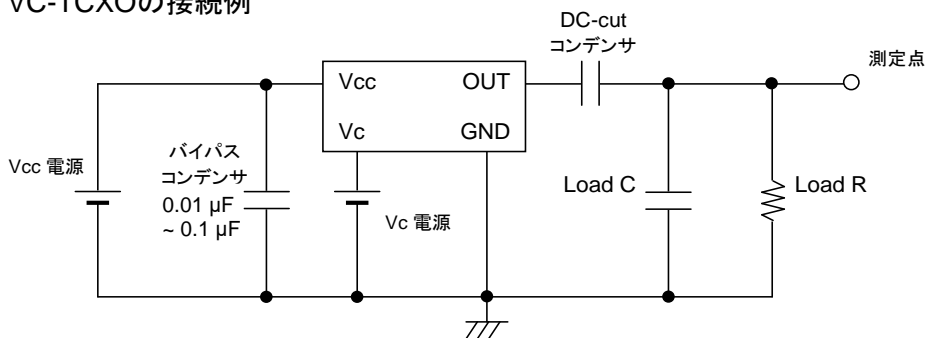 VC-TCXOの接続例
DC-cut
コンデンサ
測定点
Vcc
OUT
Vc
GND
Vcc 電源
バイパス
コンデンサ
0.01 µF
~ 0.1 µF
Vc 電源
Load C
Load R